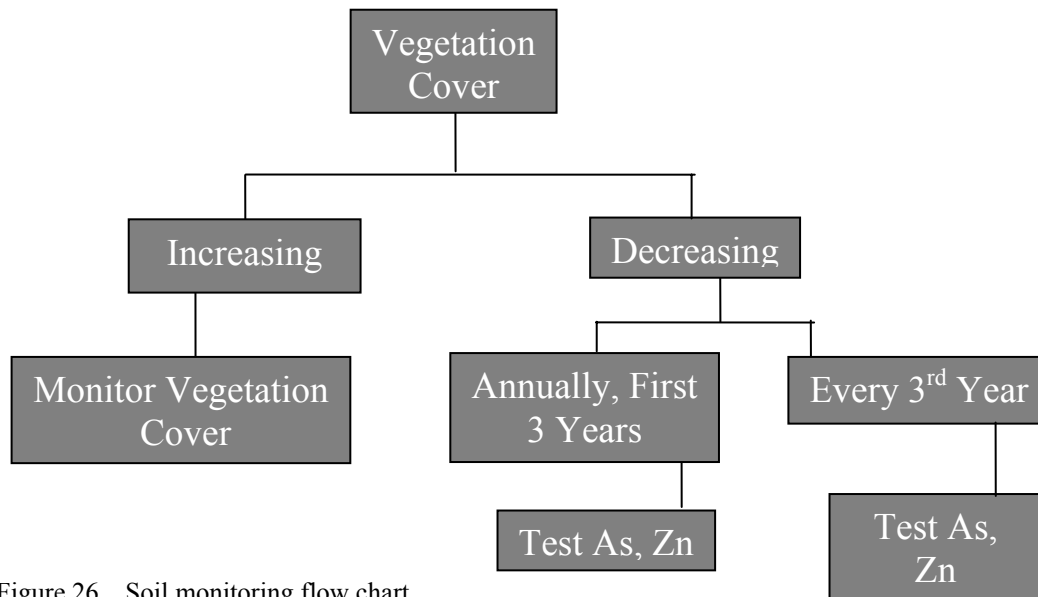 Vegetation
Cover
Increasing
Decreasing
Monitor Vegetation
Cover
Annually, First
3 Years
Every 3rd Year
Test As, Zn
Test As,
Zn
Figure 26 Soil monitoring flow chart